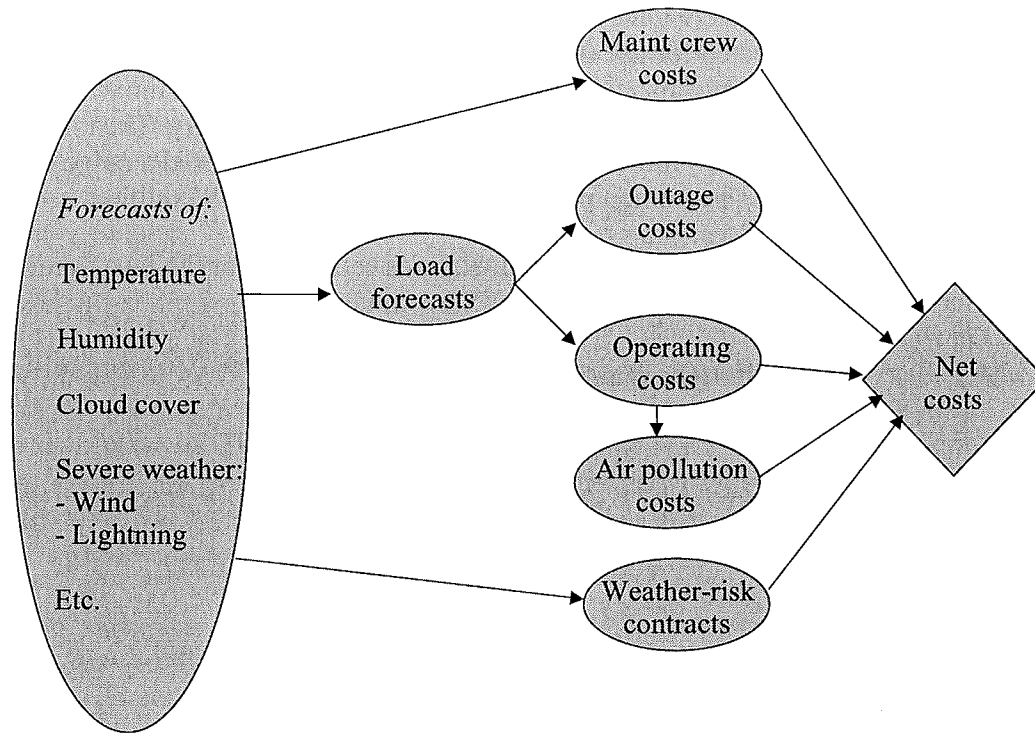 Maint crew
costs
Forecasts of:
Temperature
Humidity
Cloud cover
Severe weather:
- Wind
- Lightning
Etc.
Load
forecasts
Outage
costs
Operating
costs
Air pollution
costs
Weather-risk
contracts
Net
costs